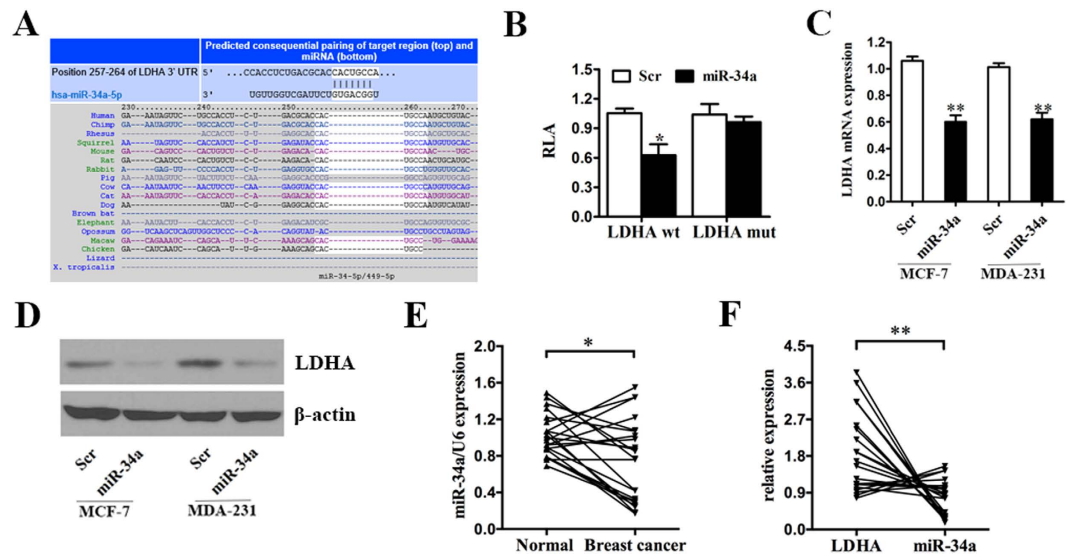 A
Predicted consequential pairing of target region (top) and
miRNA (bottom)
Position 257-264 of LDHA 3' UTR
5' ...CCACCUCUGACGCACCACUGCCA...
hsa-miR-34a-5p
3' UGUUGGUCGAUUCUGUGACGGU
230 240 250 260 270
Human
Chimp
Rhesus
Squirrel
Mouse
Rat
Rabbit
Pig
Cow
Cat
Dog
Brown bat
Elephant
Opossum
Macaw
Chicken
Lizard
X. tropicalis
miR-34-5p/449-5p
B
Scr
miR-34a
RLA
1.5
1.2
0.9
0.6
0.3
0.0
*
LDHA wt
LDHA mut
C
LDHA mRNA expression
1.2
1.0
0.8
0.6
0.4
0.2
0.0
**
**
Scr
miR-34a
Scr
miR-34a
MCF-7
MDA-231
D
LDHA
β-actin
Scr
miR-34a
Scr
miR-34a
MCF-7
MDA-231
E
miR-34a/U6 expression
2.0
1.6
1.2
0.8
0.4
0.0
*
Normal
Breast cancer
F
relative expression
4.5
3.6
2.7
1.8
0.9
0.0
**
LDHA
miR-34a